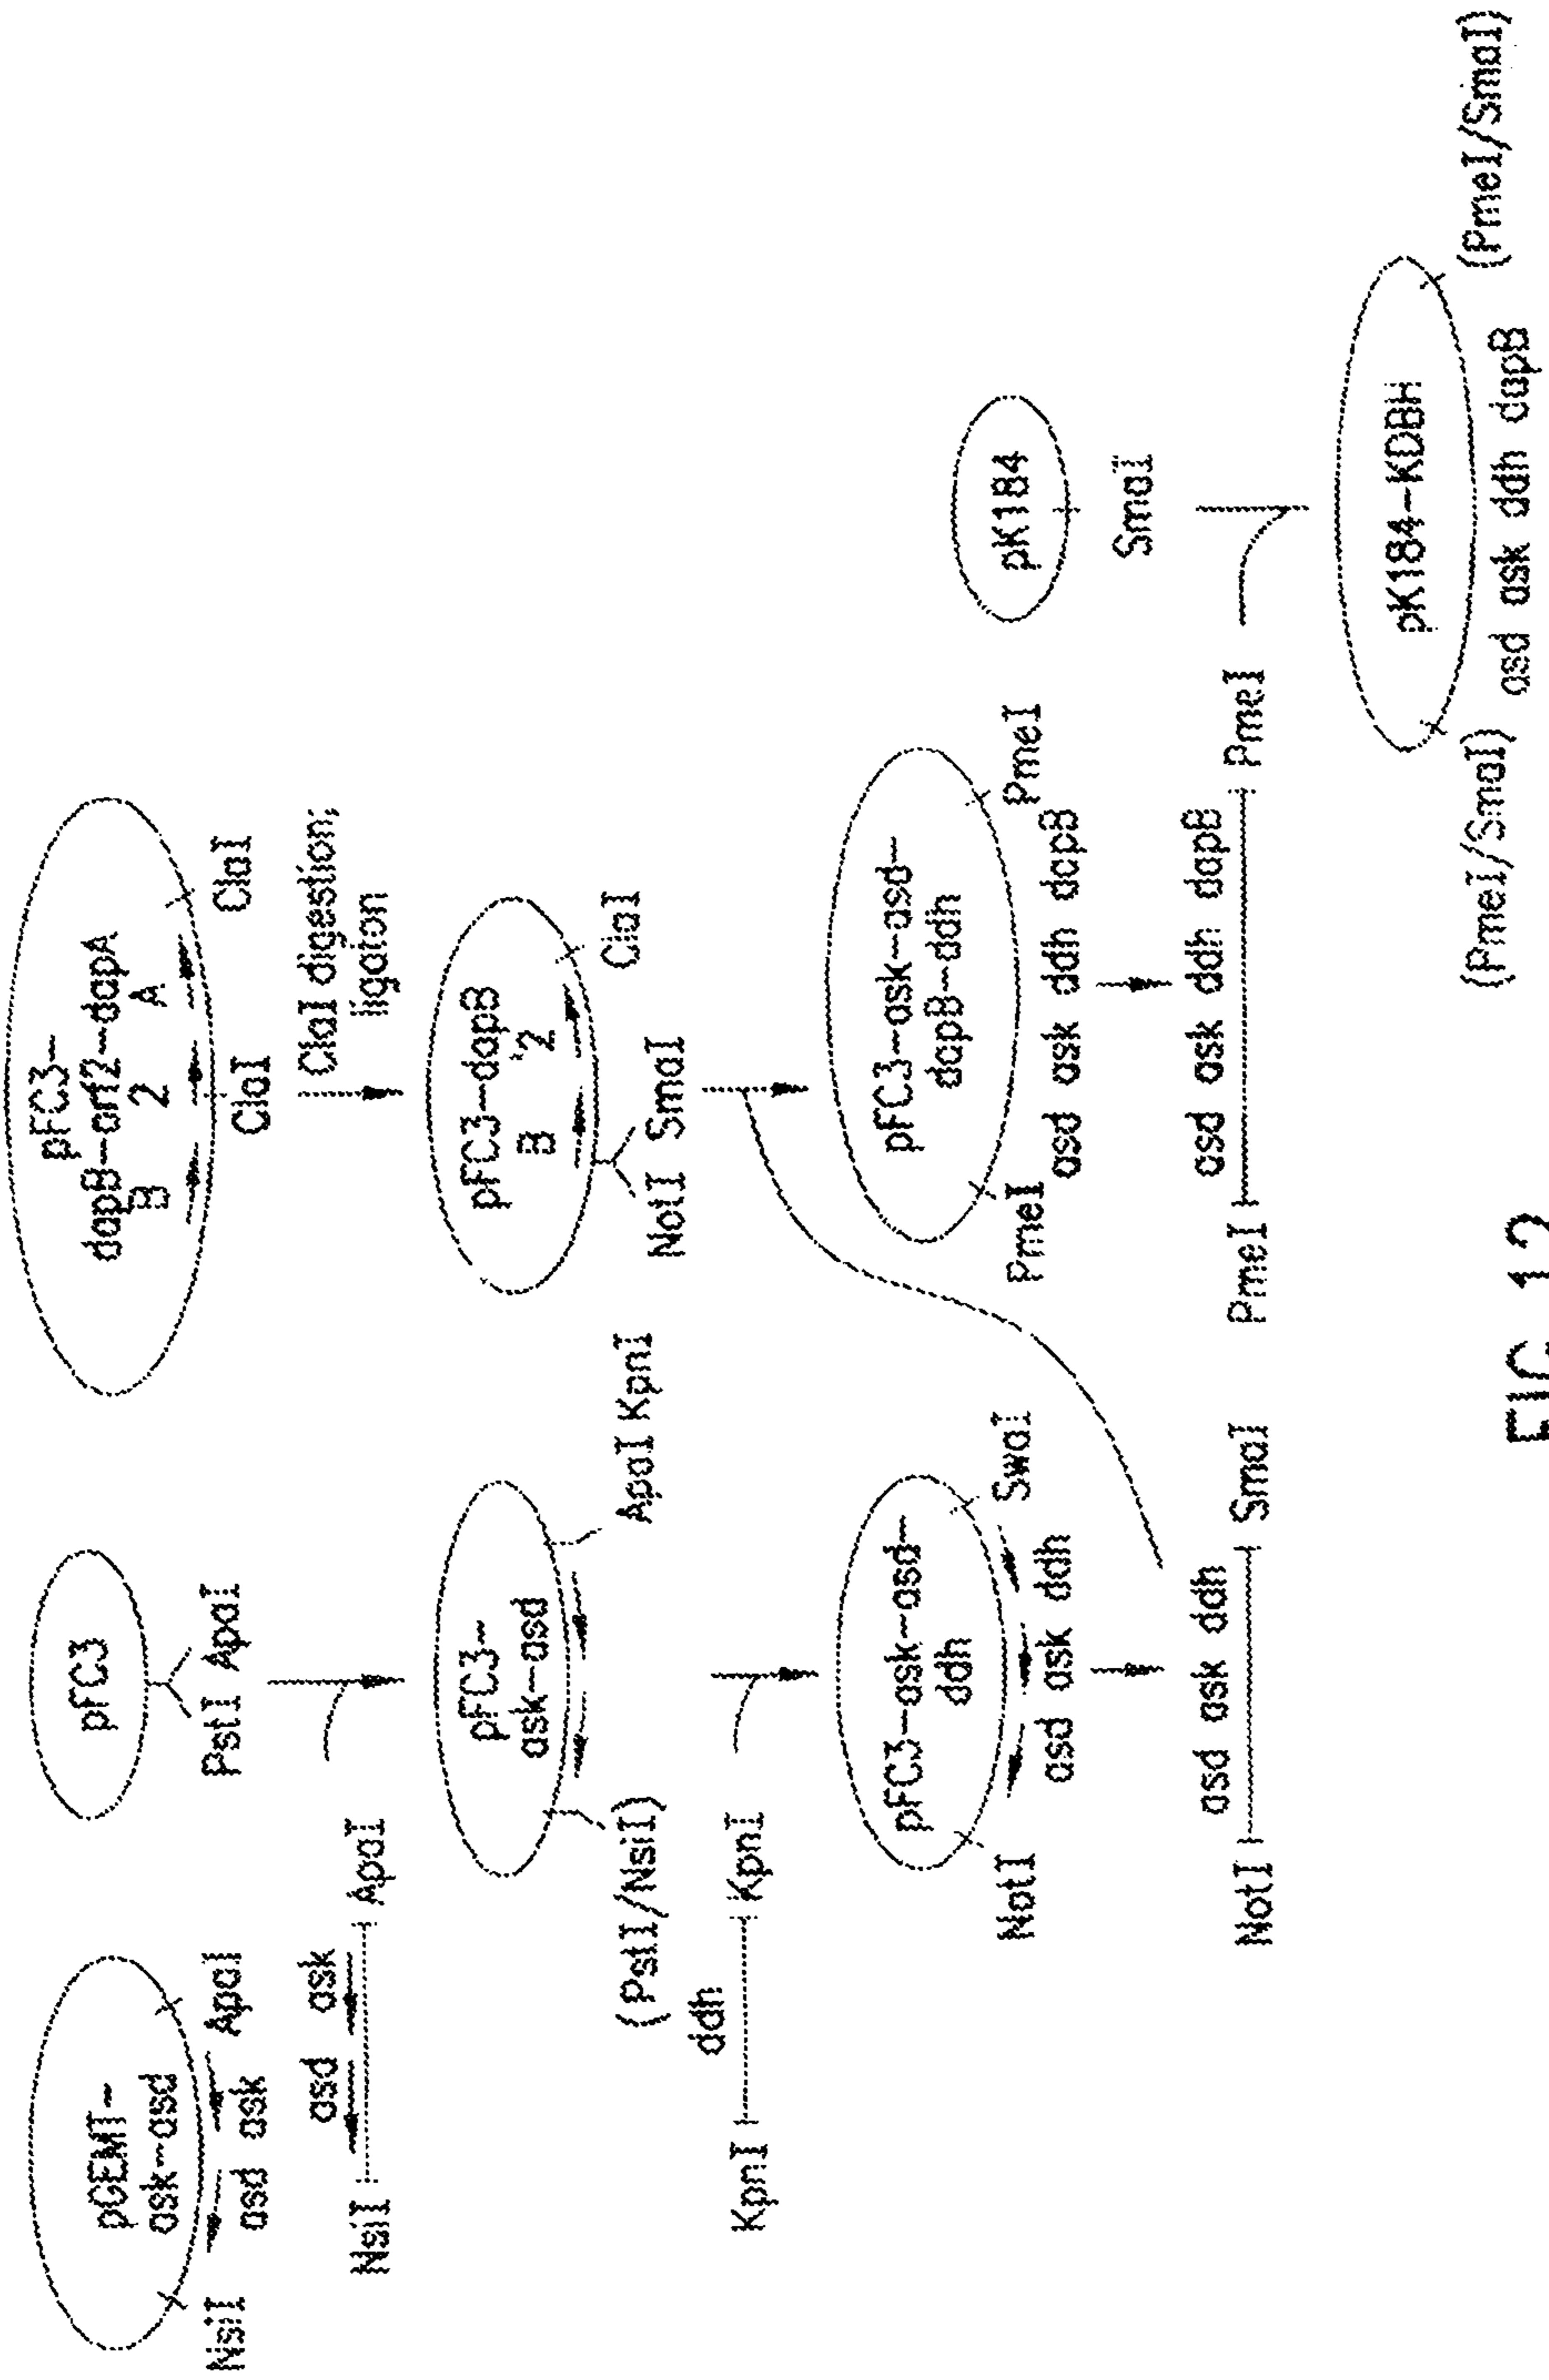 pGEMT-
ask-asd
NsiI
ApaI
asd ask
asd ask
NsiI
ApaI
pFC3
PstI ApaI
pFC3-
ask-asd
(PstI/NsiI)
ApaI KpnI
ddh
KpnI
KpnI
pFC3-ask-asd-
ddh
NotI
SwaI
asd ask ddh
asd ask ddh
NotI
SmaI
pFC3-
dapB-orf2-dapA
B 2 A
ClaI
ClaI
ClaI digestion;
ligaton
pFC3-dapB
B 2
NotI SmaI
ClaI
pFC3-ask-asd-
dapB-ddh
PmeI
PmeI
asd ask ddh dapB
asd ask ddh dapB
PmeI
PmeI
pK184
SmaI
pK184-KDBH
(PmeI/SmaI)
(PmeI/SmaI)
asd ask ddh dapB
FIG. 12